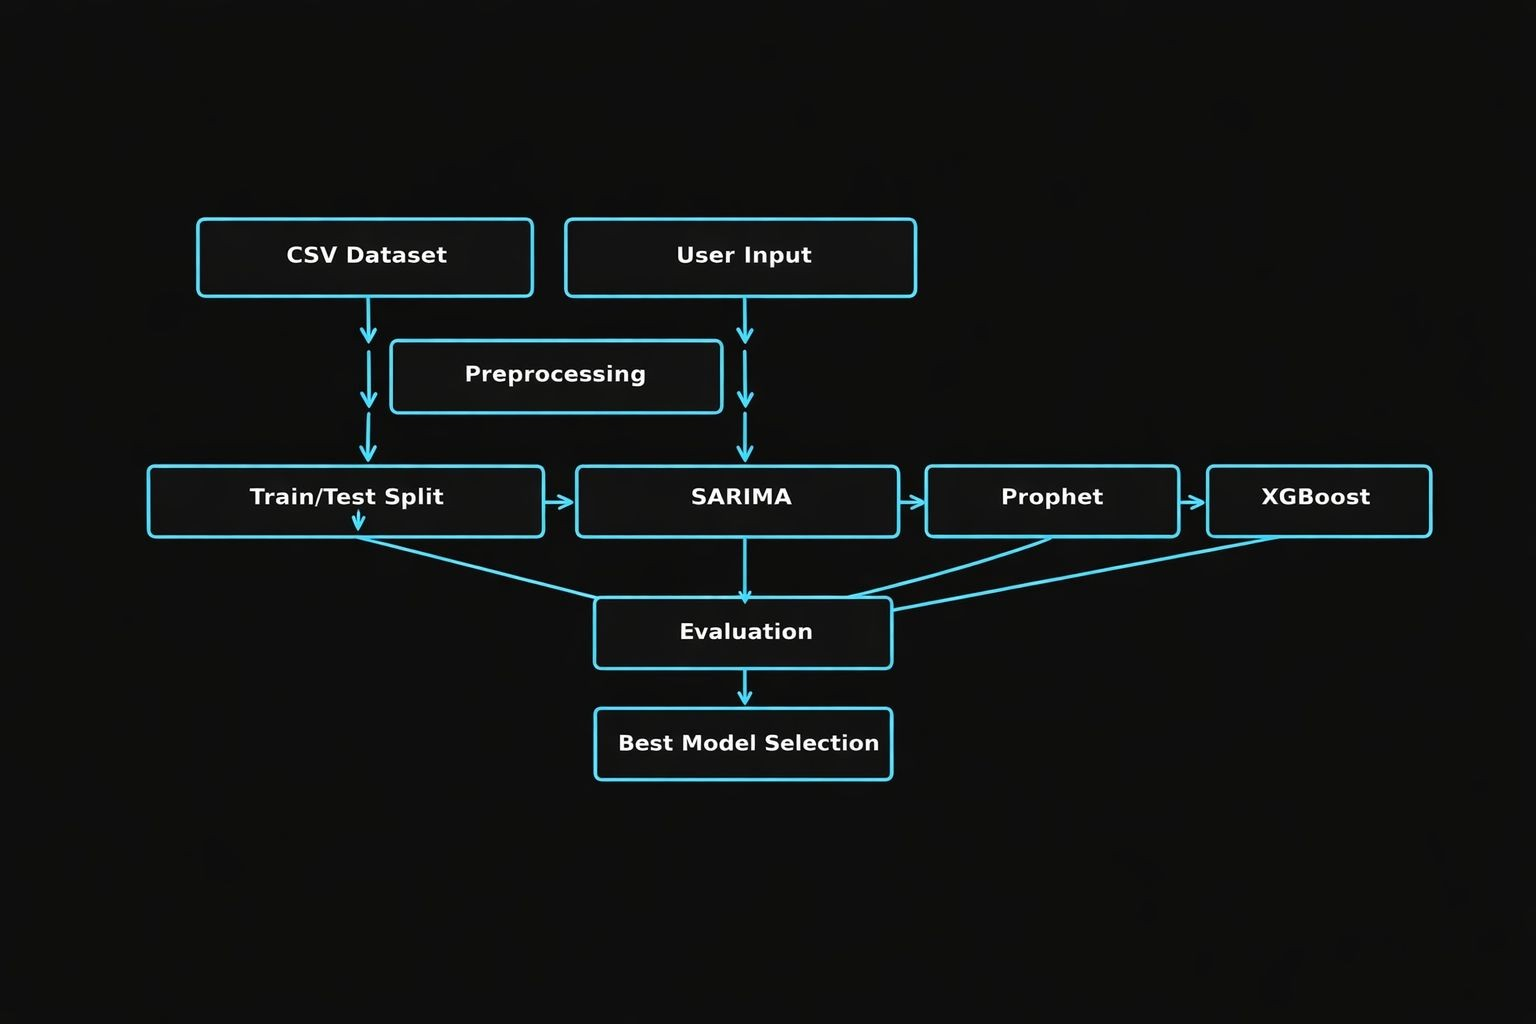 CSV Dataset
User Input
Preprocessing
Train/Test Split
SARIMA
Prophet
XGBoost
Evaluation
Best Model Selection